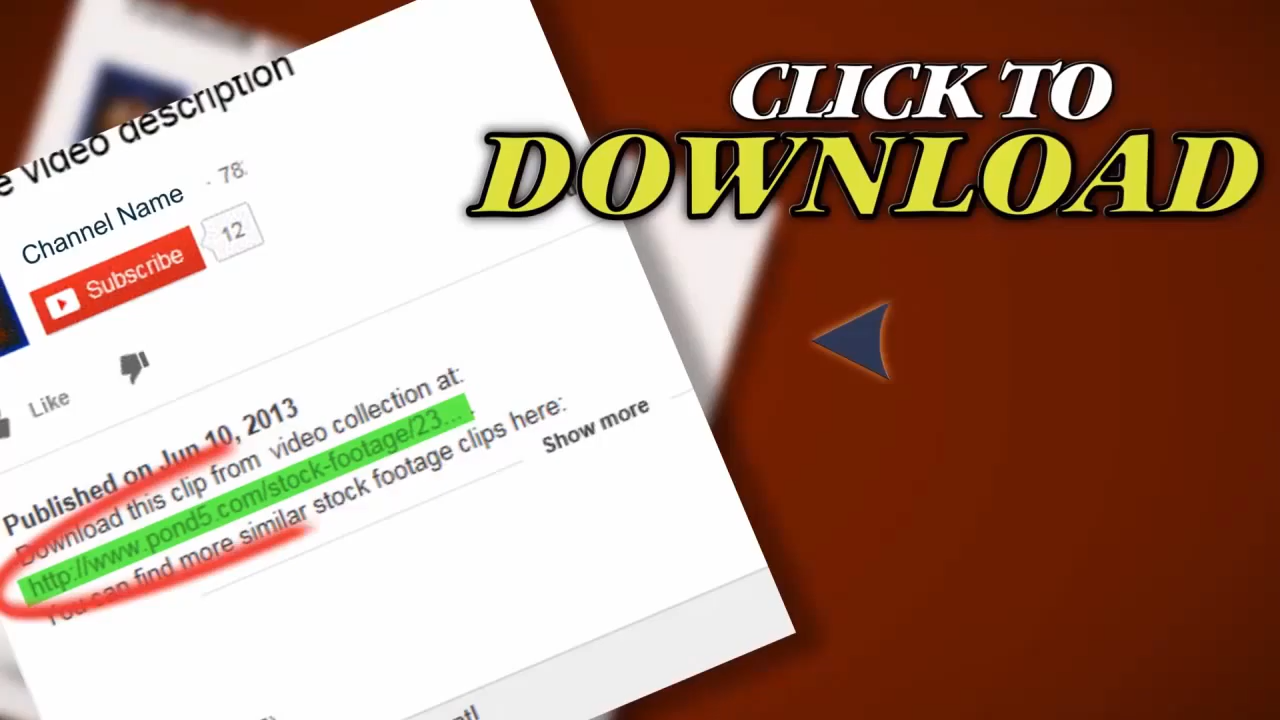 CLICK TO
DOWNLOAD
e video description
Channel Name · 78
Subscribe 12
Like
Published on Jun 10, 2013
Download this clip from video collection at:
http://www.pond5.com/stock-footage/23...
You can find more similar stock footage clips here:
Show more